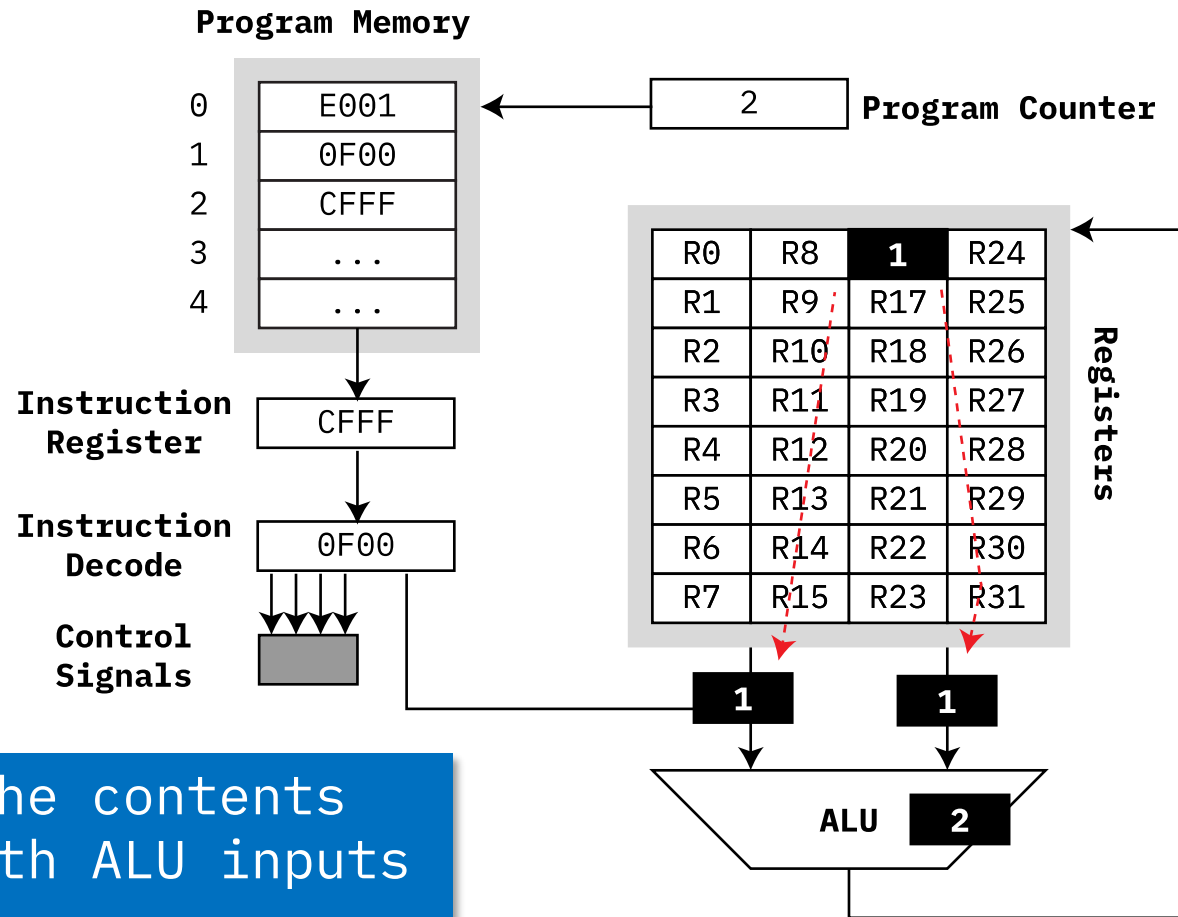 Program Memory
0 E001
1 0F00
2 CFFF
3 ...
4 ...
2
Program Counter
Instruction
Register
CFFF
Instruction
Decode
0F00
Control
Signals
R0 R8 1 R24
R1 R9 R17 R25
R2 R10 R18 R26
R3 R11 R19 R27
R4 R12 R20 R28
R5 R13 R21 R29
R6 R14 R22 R30
R7 R15 R23 R31
Registers
1 1
ALU 2
he contents
th ALU inputs